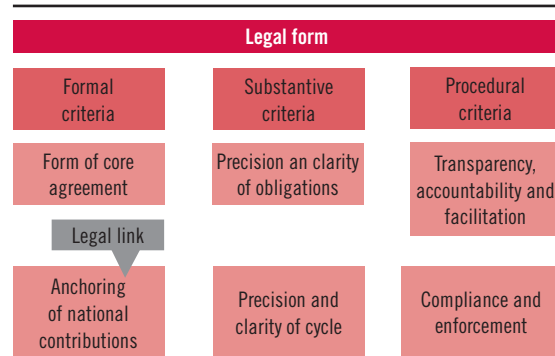 Legal form
Formal
criteria
Substantive
criteria
Procedural
criteria
Form of core
agreement
Precision an clarity
of obligations
Transparency,
accountability and
facilitation
Legal link
Anchoring
of national
contributions
Precision and
clarity of cycle
Compliance and
enforcement